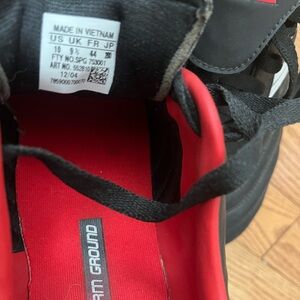 MADE IN VIETNAM
US UK FR JP
10 9½ 44
FTY NO.SPG 753001
12/04
RM GROUND